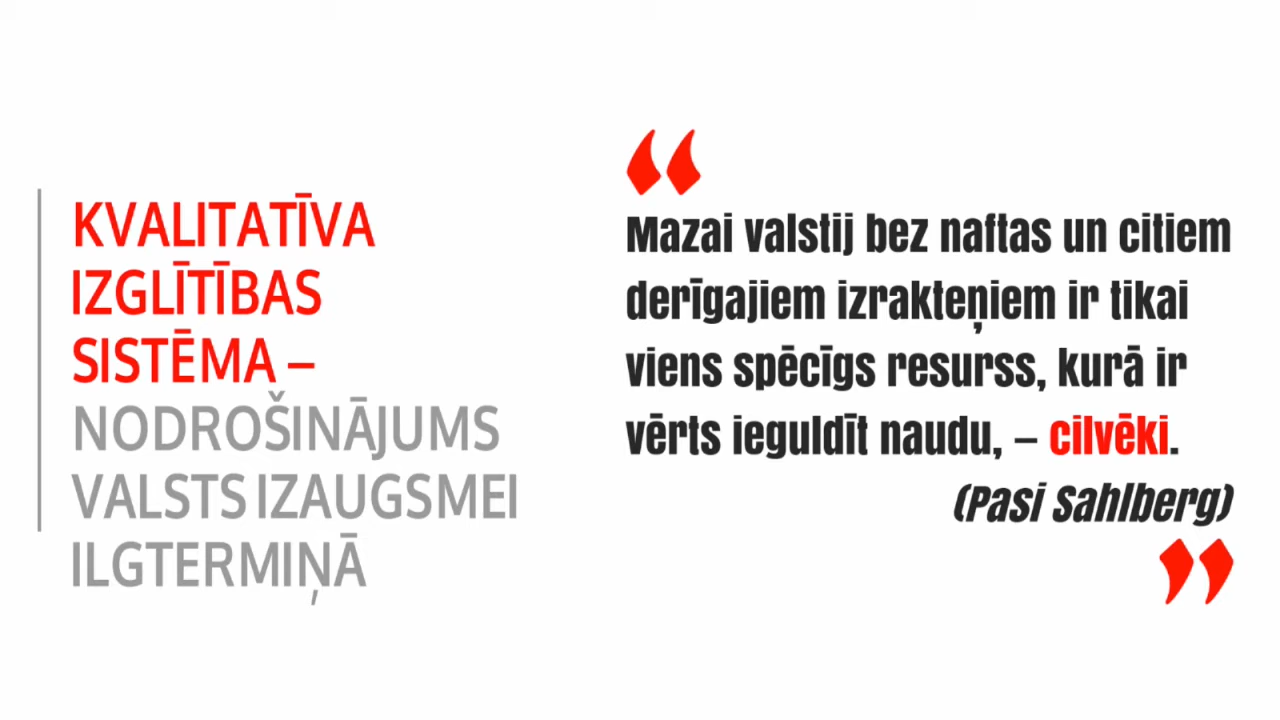 KVALITATĪVA
IZGLĪTĪBAS
SISTĒMA –
NODROŠINĀJUMS
VALSTS IZAUGSMEI
ILGTERMIŅĀ
Mazai valstij bez naftas un citiem
derīgajiem izrakteņiem ir tikai
viens spēcīgs resurss, kurā ir
vērts ieguldīt naudu, – cilvēki.
(Pasi Sahlberg)